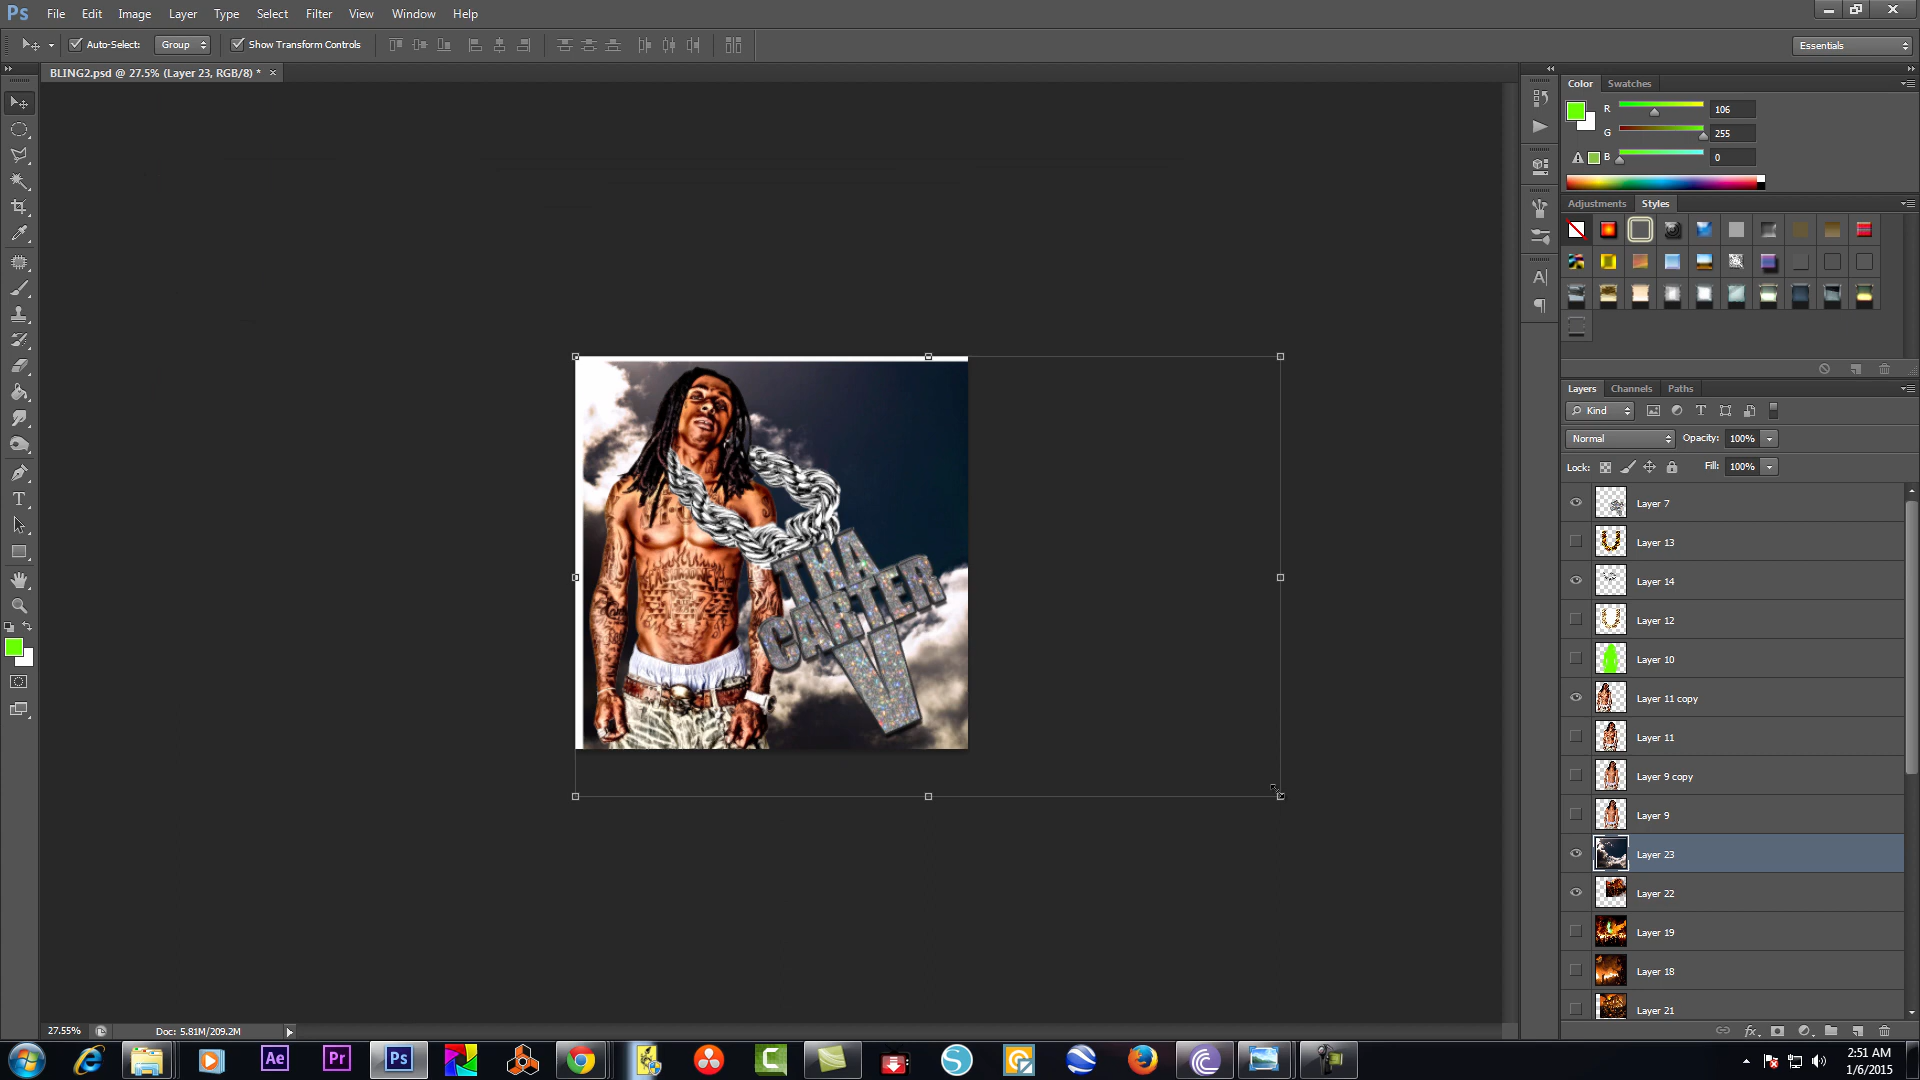 Ps File Edit Image Layer Type Select Filter View Window Help
Auto-Select: Group Show Transform Controls Essentials
BLING2.psd @ 27.5% (Layer 23, RGB/8) * ×
Color Swatches
R 106
G 255
B 0
Adjustments Styles
THA
CARTER
V
CASHMONEY
Layers Channels Paths
Kind
Normal Opacity: 100%
Lock: Fill: 100%
Layer 7
Layer 13
Layer 14
Layer 12
Layer 10
Layer 11 copy
Layer 11
Layer 9 copy
Layer 9
Layer 23
Layer 22
Layer 19
Layer 18
Layer 21
27.55% Doc: 5.81M/209.2M
Ae Pr Ps
2:51 AM
1/6/2015